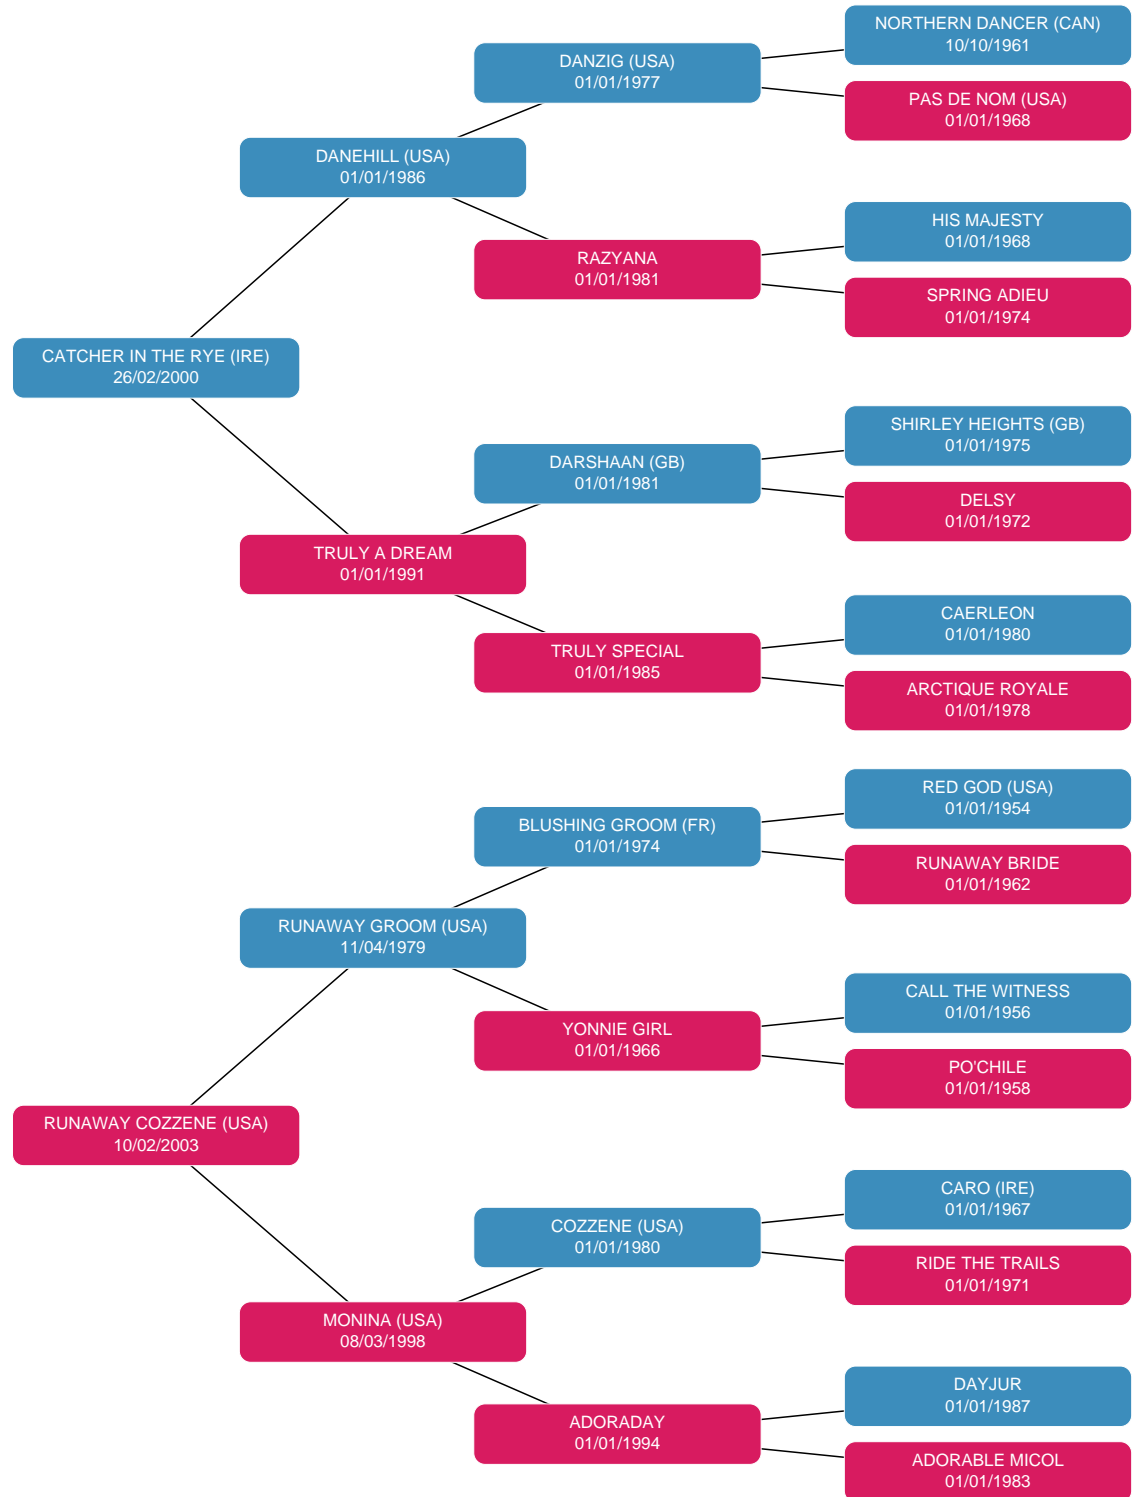 NORTHERN DANCER (CAN)
10/10/1961
DANZIG (USA)
01/01/1977
PAS DE NOM (USA)
01/01/1968
DANEHILL (USA)
01/01/1986
HIS MAJESTY
01/01/1968
RAZYANA
01/01/1981
SPRING ADIEU
01/01/1974
CATCHER IN THE RYE (IRE)
26/02/2000
SHIRLEY HEIGHTS (GB)
01/01/1975
DARSHAAN (GB)
01/01/1981
DELSY
01/01/1972
TRULY A DREAM
01/01/1991
CAERLEON
01/01/1980
TRULY SPECIAL
01/01/1985
ARCTIQUE ROYALE
01/01/1978
RED GOD (USA)
01/01/1954
BLUSHING GROOM (FR)
01/01/1974
RUNAWAY BRIDE
01/01/1962
RUNAWAY GROOM (USA)
11/04/1979
CALL THE WITNESS
01/01/1956
YONNIE GIRL
01/01/1966
PO'CHILE
01/01/1958
RUNAWAY COZZENE (USA)
10/02/2003
CARO (IRE)
01/01/1967
COZZENE (USA)
01/01/1980
RIDE THE TRAILS
01/01/1971
MONINA (USA)
08/03/1998
DAYJUR
01/01/1987
ADORADAY
01/01/1994
ADORABLE MICOL
01/01/1983